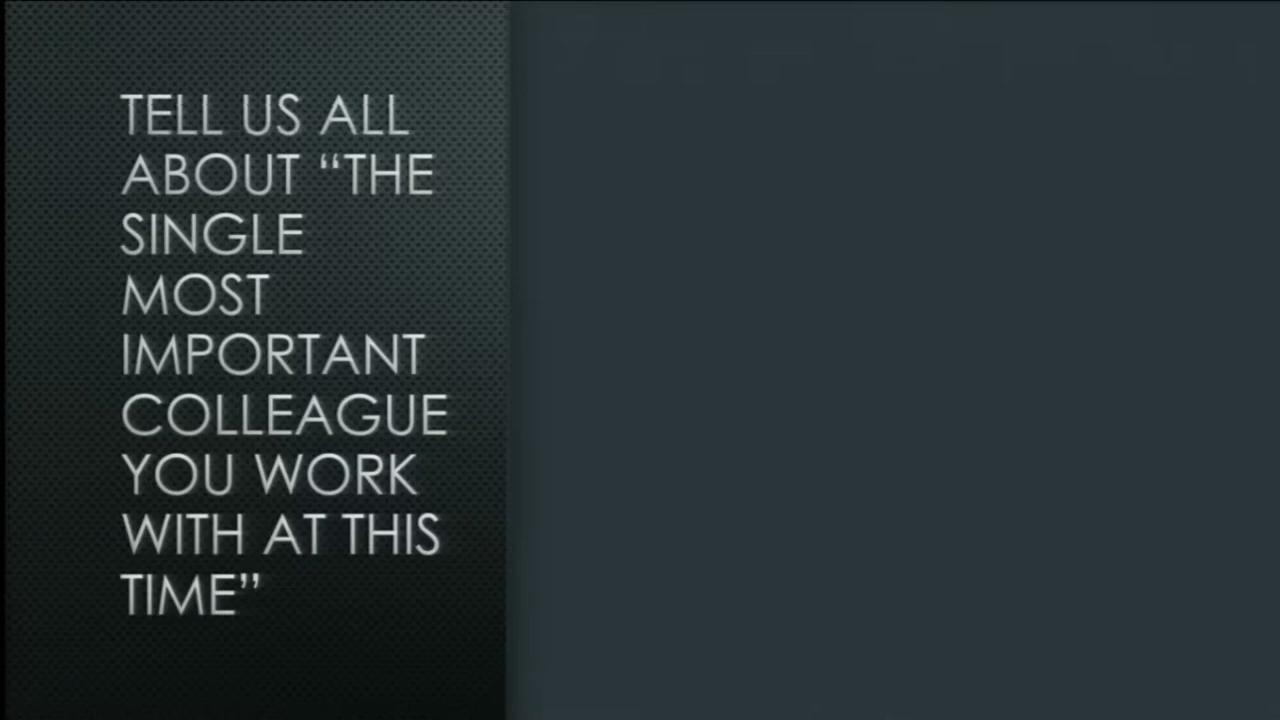 TELL US ALL
ABOUT “THE
SINGLE
MOST
IMPORTANT
COLLEAGUE
YOU WORK
WITH AT THIS
TIME”